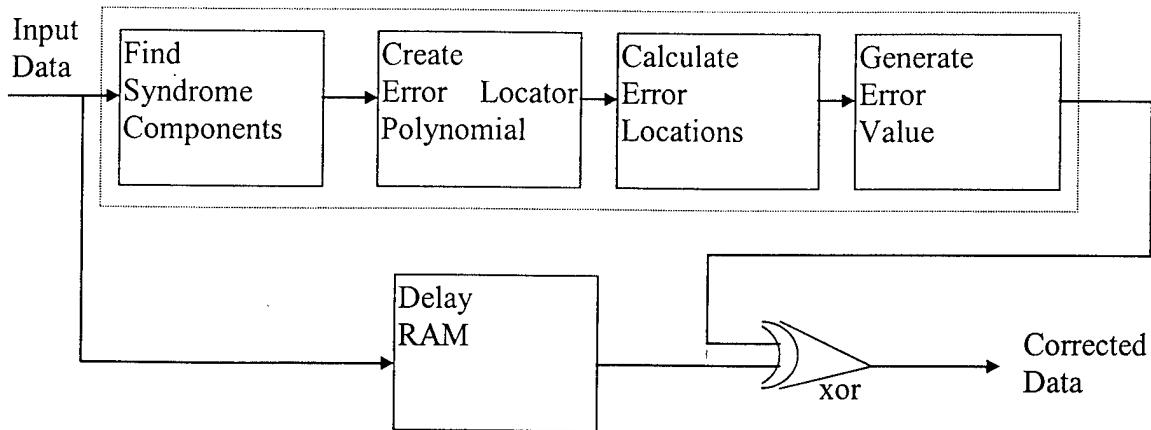 Input
Data
Find
Syndrome
Components
Create
Error Locator
Polynomial
Calculate
Error
Locations
Generate
Error
Value
Delay
RAM
xor
Corrected
Data